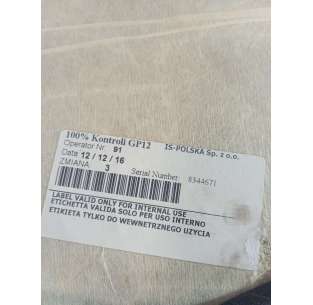 100% Kontroli GP12 IS-POLSKA Sp. z o.o.
Operator Nr 91
Data 12 / 12 / 16
ZMIANA 3 Serial Number 8344671
LABEL VALID ONLY FOR INTERNAL USE
ETICHETTA VALIDA SOLO PER USO INTERNO
ETIKIETA TYLKO DO WEWNETRZNEGO UZYCIA